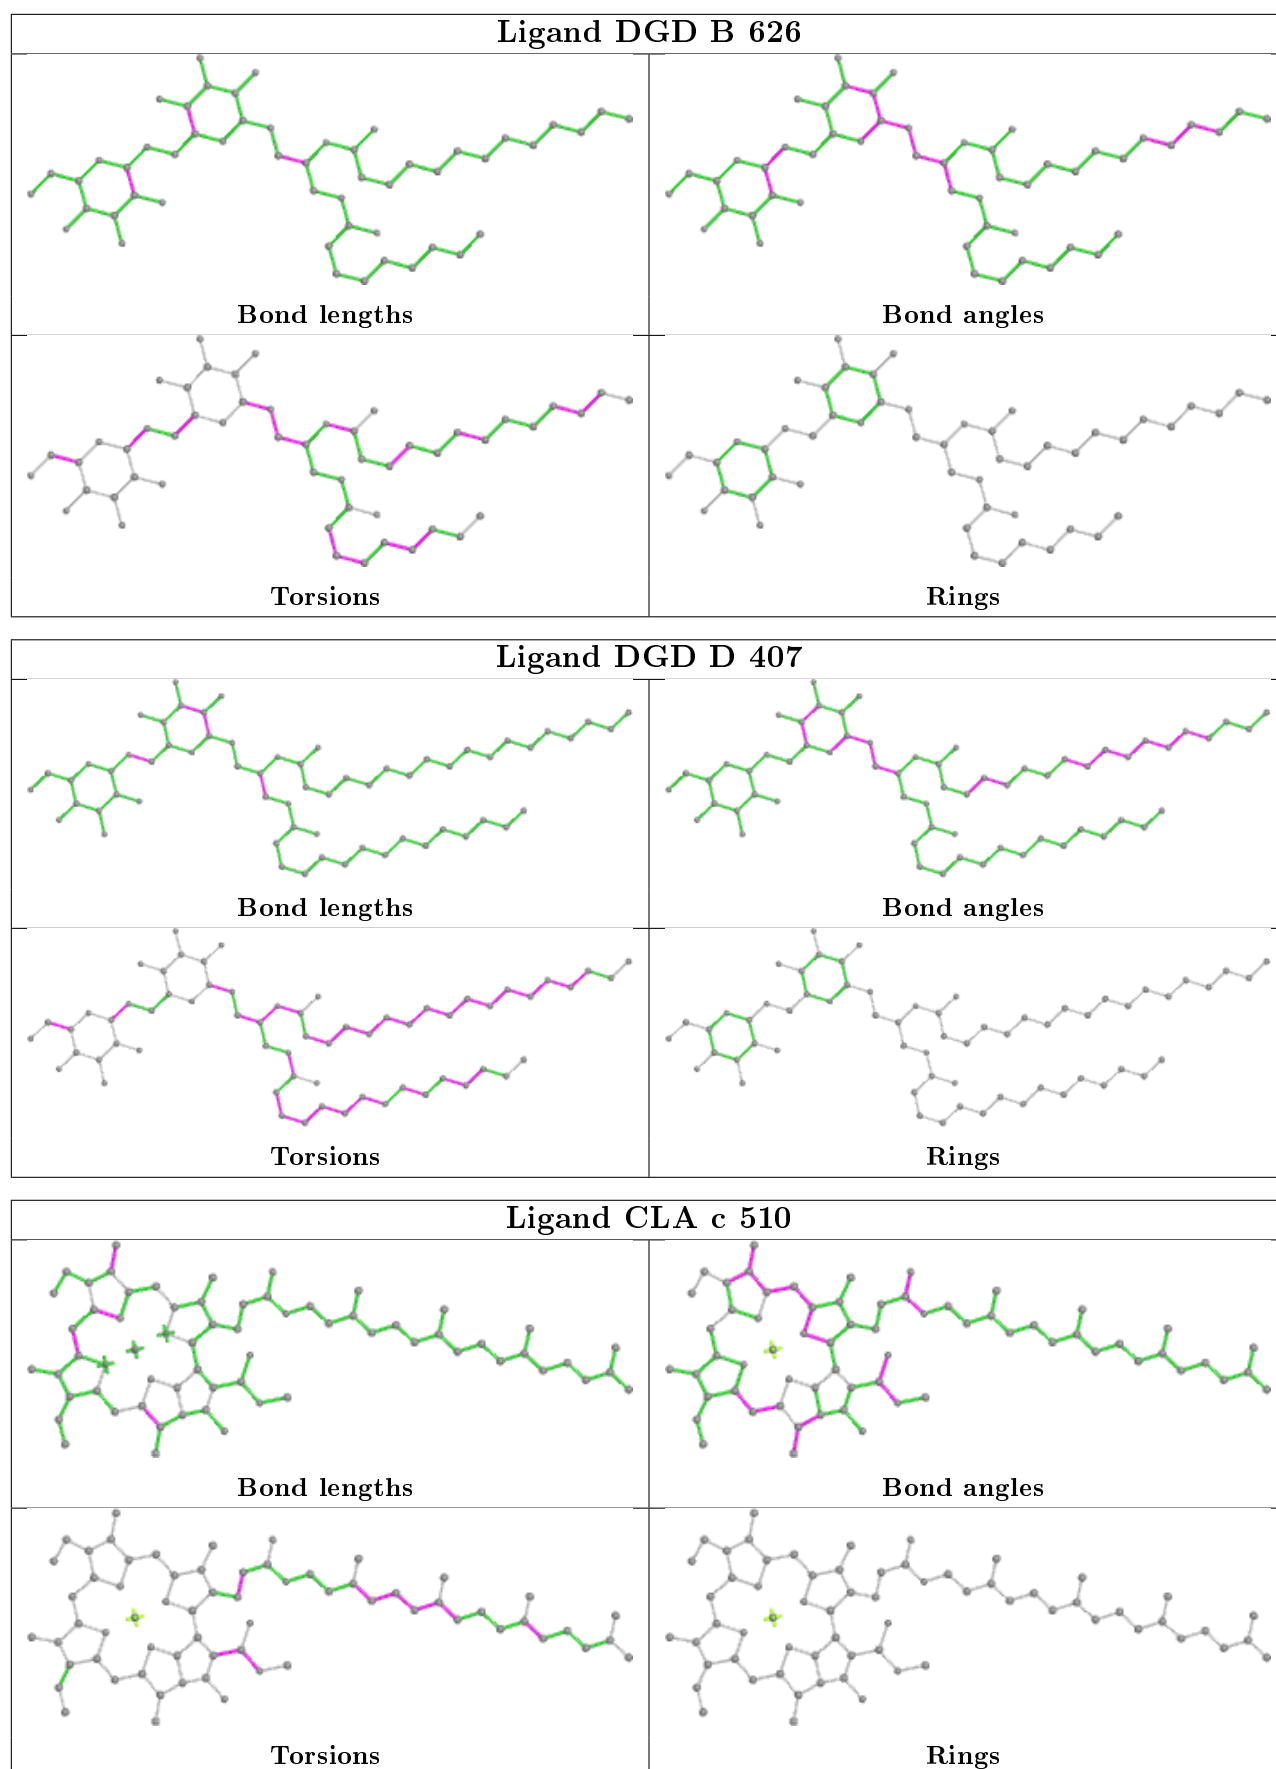 Ligand DGD B 626
Bond lengths
Bond angles
Torsions
Rings
Ligand DGD D 407
Bond lengths
Bond angles
Torsions
Rings
Ligand CLA c 510
Bond lengths
Bond angles
Torsions
Rings